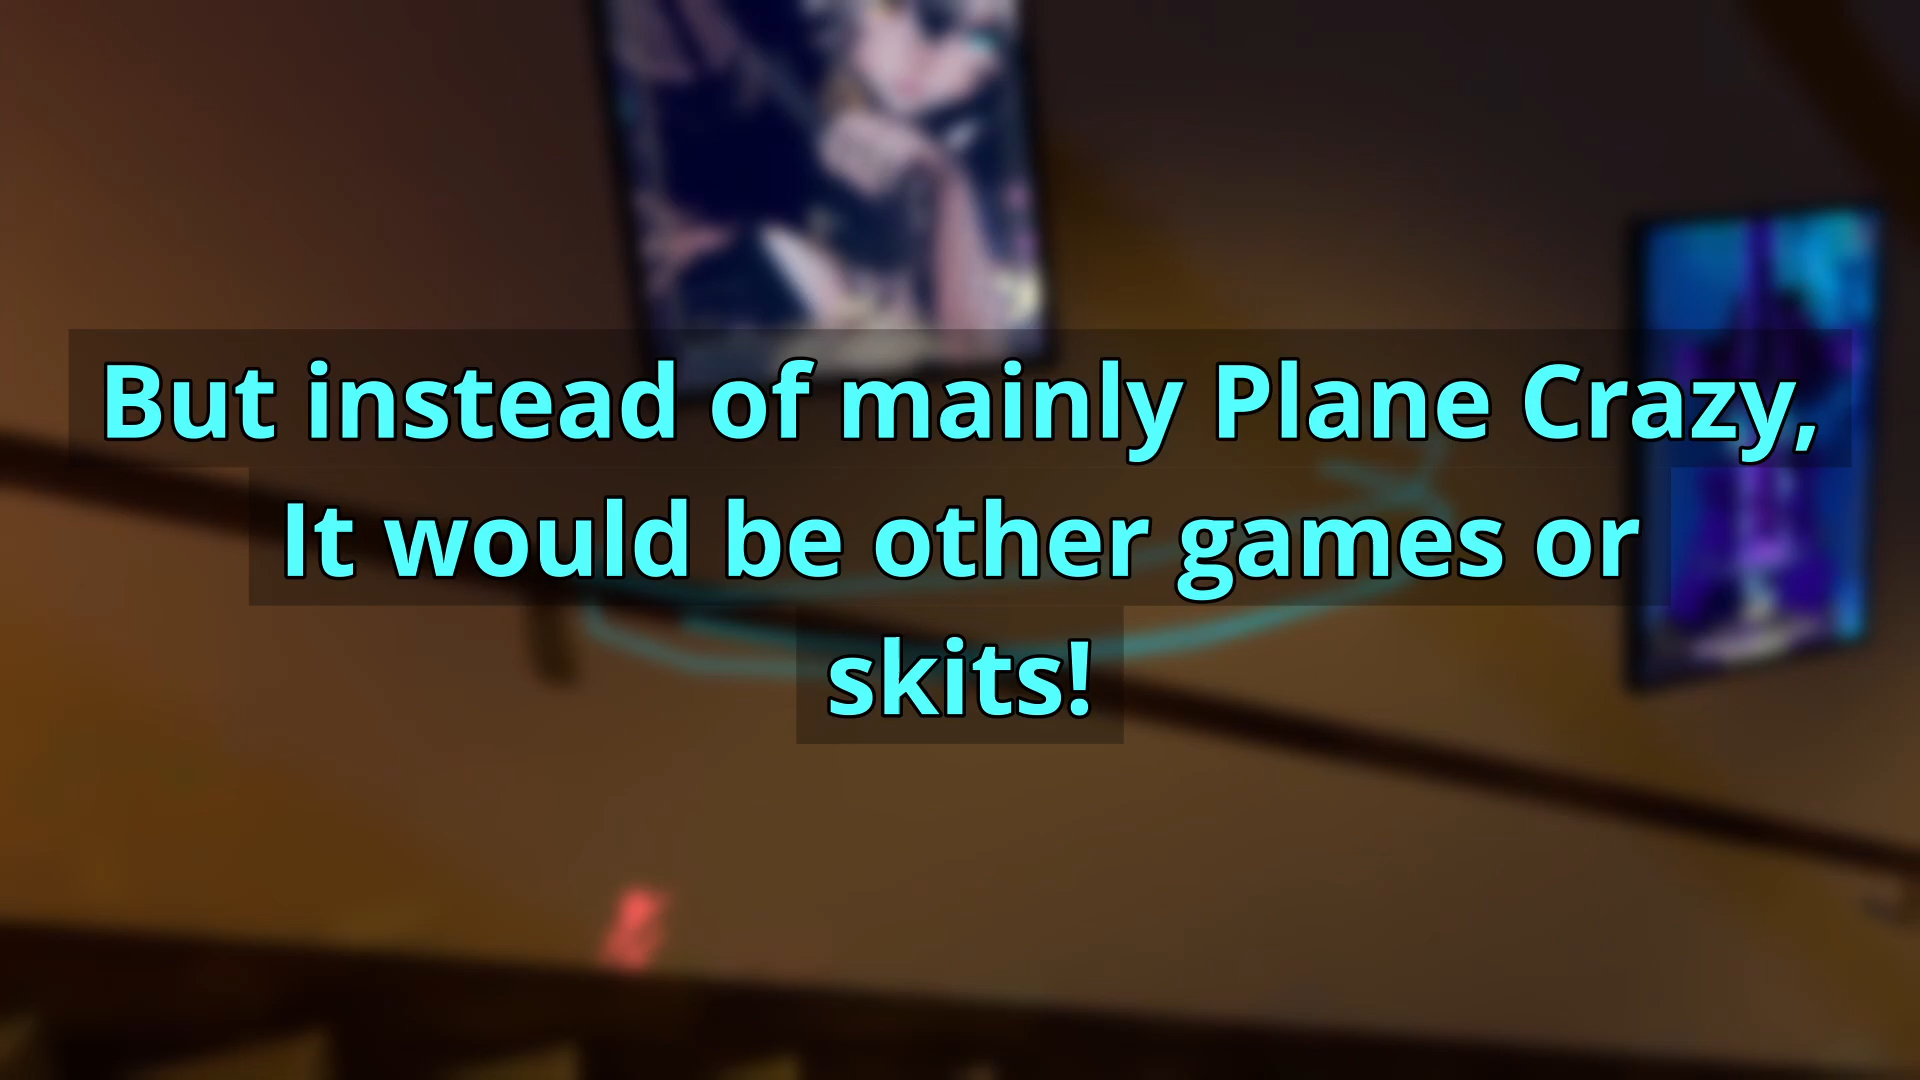 But instead of mainly Plane Crazy,
It would be other games or
skits!